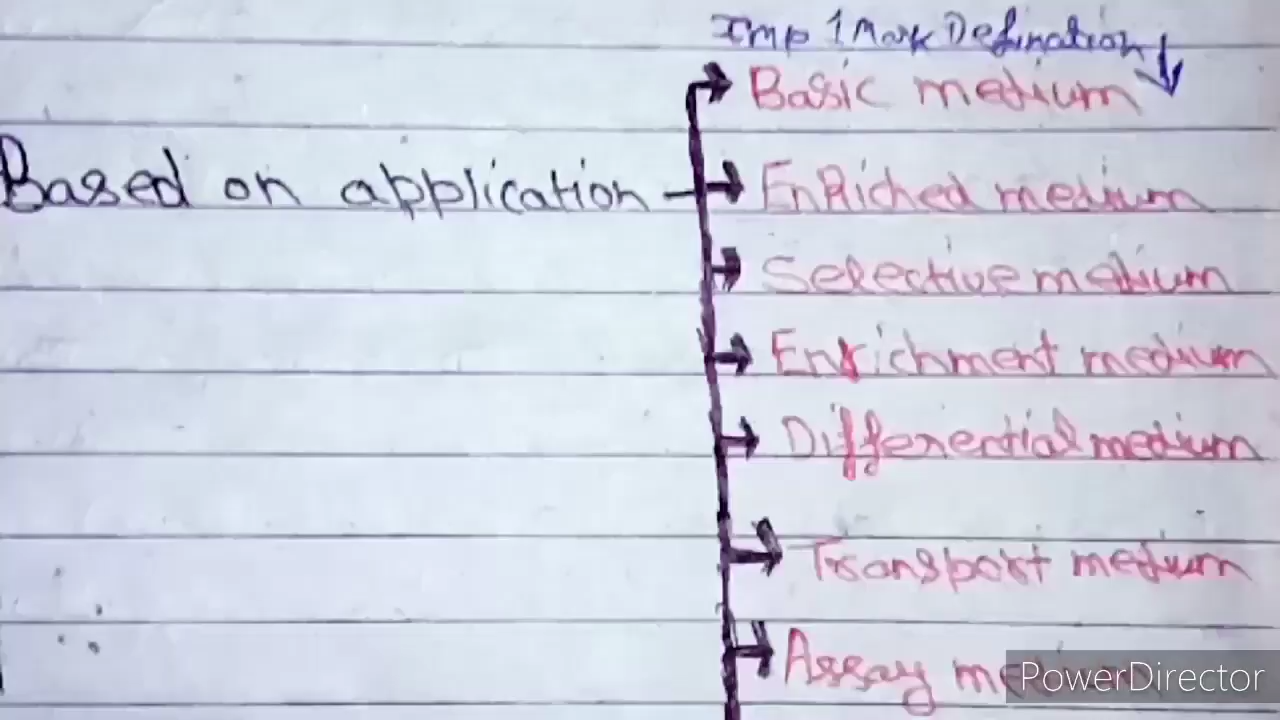 Imp 1 Mark Defination
Basic medium
Based on application
EnRiched medium
Selective medium
Enrichment medium
Differential medium
Transport medium
Assay medium
PowerDirector